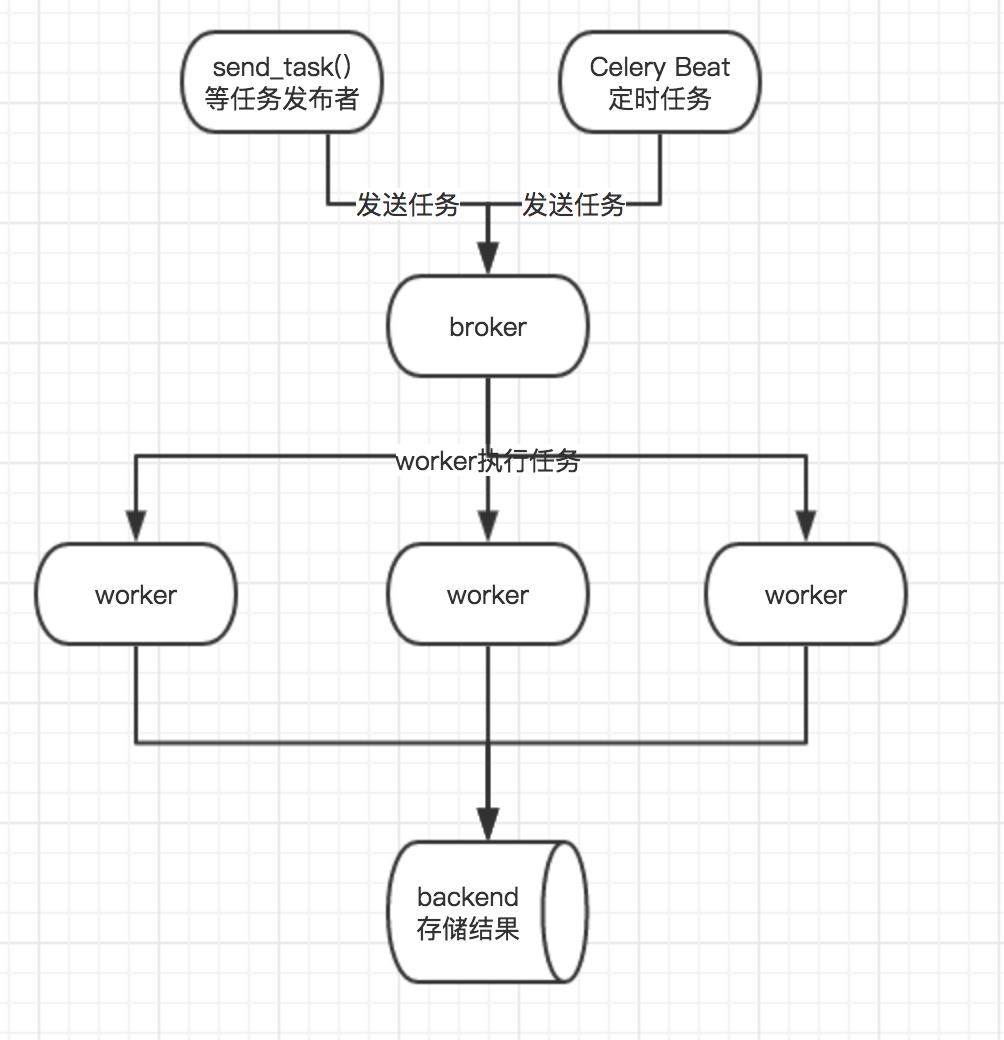 send_task()
等任务发布者
Celery Beat
定时任务
发送任务
发送任务
broker
worker执行任务
worker
worker
worker
backend
存储结果